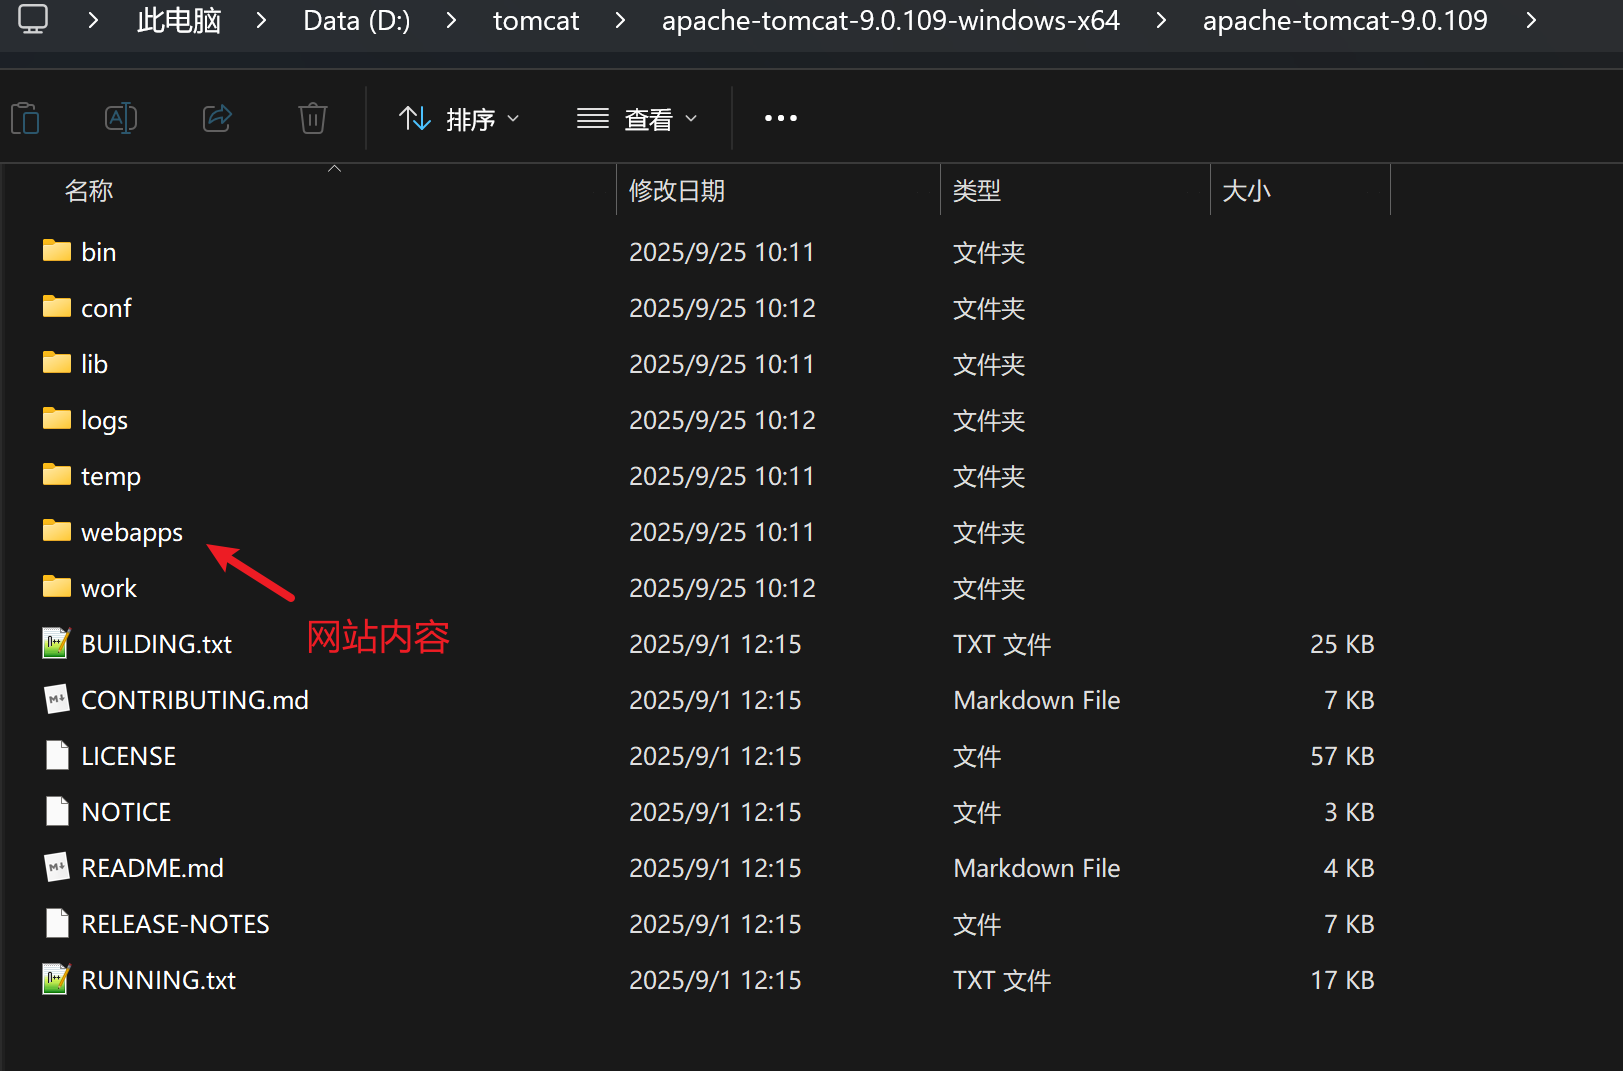 此电脑 > Data (D:) > tomcat > apache-tomcat-9.0.109-windows-x64 > apache-tomcat-9.0.109 >
排序 查看 •••
名称 修改日期 类型 大小
bin 2025/9/25 10:11 文件夹
conf 2025/9/25 10:12 文件夹
lib 2025/9/25 10:11 文件夹
logs 2025/9/25 10:12 文件夹
temp 2025/9/25 10:11 文件夹
webapps 2025/9/25 10:11 文件夹
work 2025/9/25 10:12 文件夹
网站内容
BUILDING.txt 2025/9/1 12:15 TXT 文件 25 KB
CONTRIBUTING.md 2025/9/1 12:15 Markdown File 7 KB
LICENSE 2025/9/1 12:15 文件 57 KB
NOTICE 2025/9/1 12:15 文件 3 KB
README.md 2025/9/1 12:15 Markdown File 4 KB
RELEASE-NOTES 2025/9/1 12:15 文件 7 KB
RUNNING.txt 2025/9/1 12:15 TXT 文件 17 KB